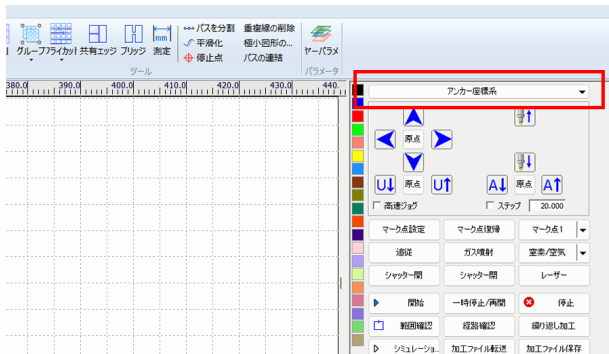 パスを分割 重複線の削除
グループ フライカット 共有エッジ ブリッジ 測定 平滑化 極小図形の... ヤーパラメ
停止点 パスの連結
ツール パラメータ
380.0 390.0 400.0 410.0 420.0 430.0 440.
アンカー座標系
原点
U↓ 原点 U↑ A↓ 原点 A↑
高速ジョグ ステップ 20.000
マーク点設定 マーク点復帰 マーク点1
追従 ガス噴射 窒素/空気
シャッター開 シャッター閉 レーザー
開始 一時停止/再開 停止
範囲確認 経路確認 繰り返し加工
シミュレーショ... 加工ファイル転送 加工ファイル保存